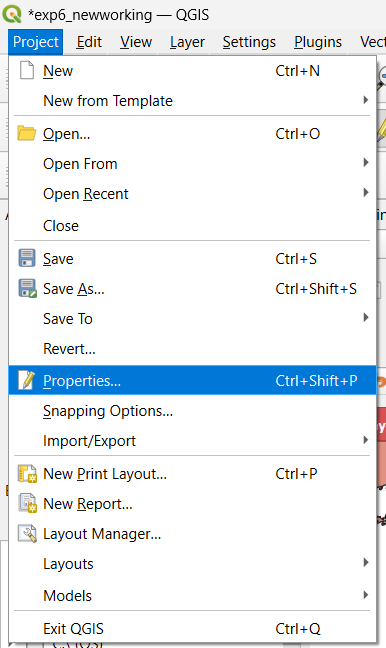 *exp6_newworking — QGIS
Project Edit View Layer Settings Plugins Vect
New Ctrl+N
New from Template
Open... Ctrl+O
Open From
Open Recent
Close
Save Ctrl+S
Save As... Ctrl+Shift+S
Save To
Revert...
Properties... Ctrl+Shift+P
Snapping Options...
Import/Export
New Print Layout... Ctrl+P
New Report...
Layout Manager...
Layouts
Models
Exit QGIS Ctrl+Q